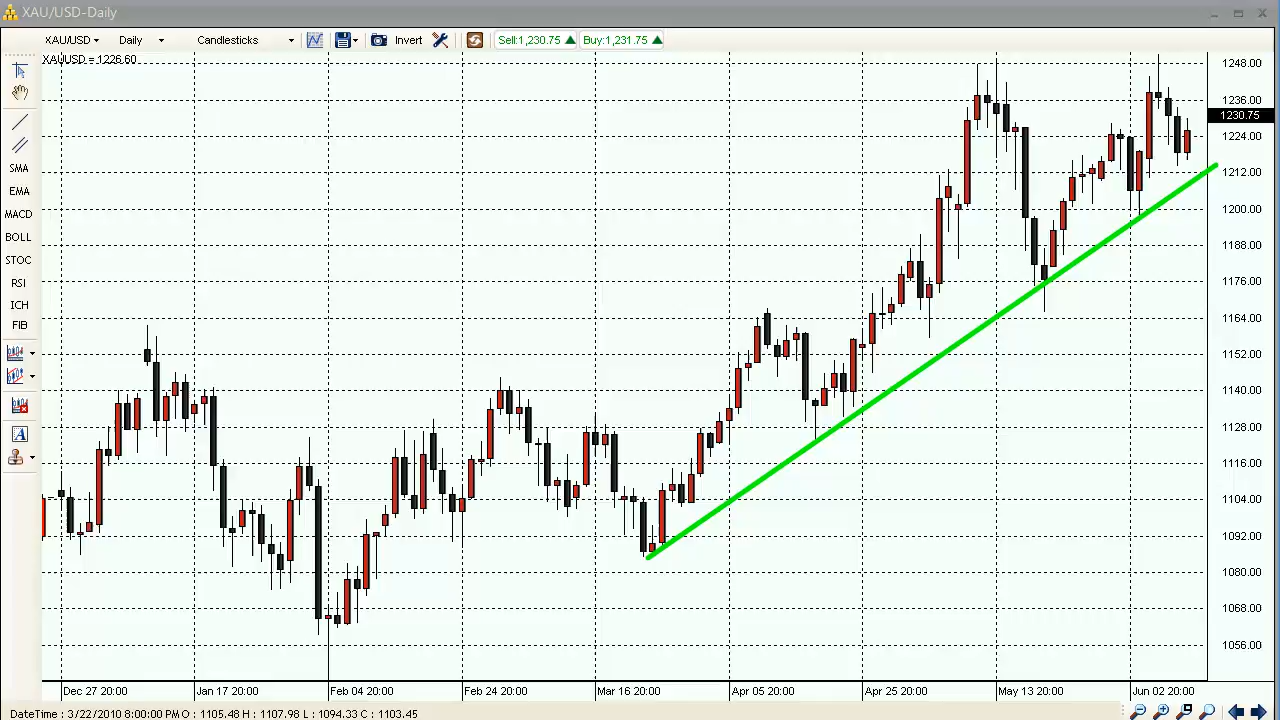 XAU/USD-Daily
XAU/USD Daily Candlesticks Invert Sell:1,230.75 Buy:1,231.75
XAUUSD = 1226.60
SMA
EMA
MACD
BOLL
STOC
RSI
ICH
FIB
A
1248.00
1236.00
1230.75
1224.00
1212.00
1200.00
1188.00
1176.00
1164.00
1152.00
1140.00
1128.00
1116.00
1104.00
1092.00
1080.00
1068.00
1056.00
Dec 27 20:00 Jan 17 20:00 Feb 04 20:00 Feb 24 20:00 Mar 16 20:00 Apr 05 20:00 Apr 25 20:00 May 13 20:00 Jun 02 20:00
DateTime : 3/22/2010 8:00:00 PM O : 1105.48 H : 1107.98 L : 1094.33 C : 1103.45